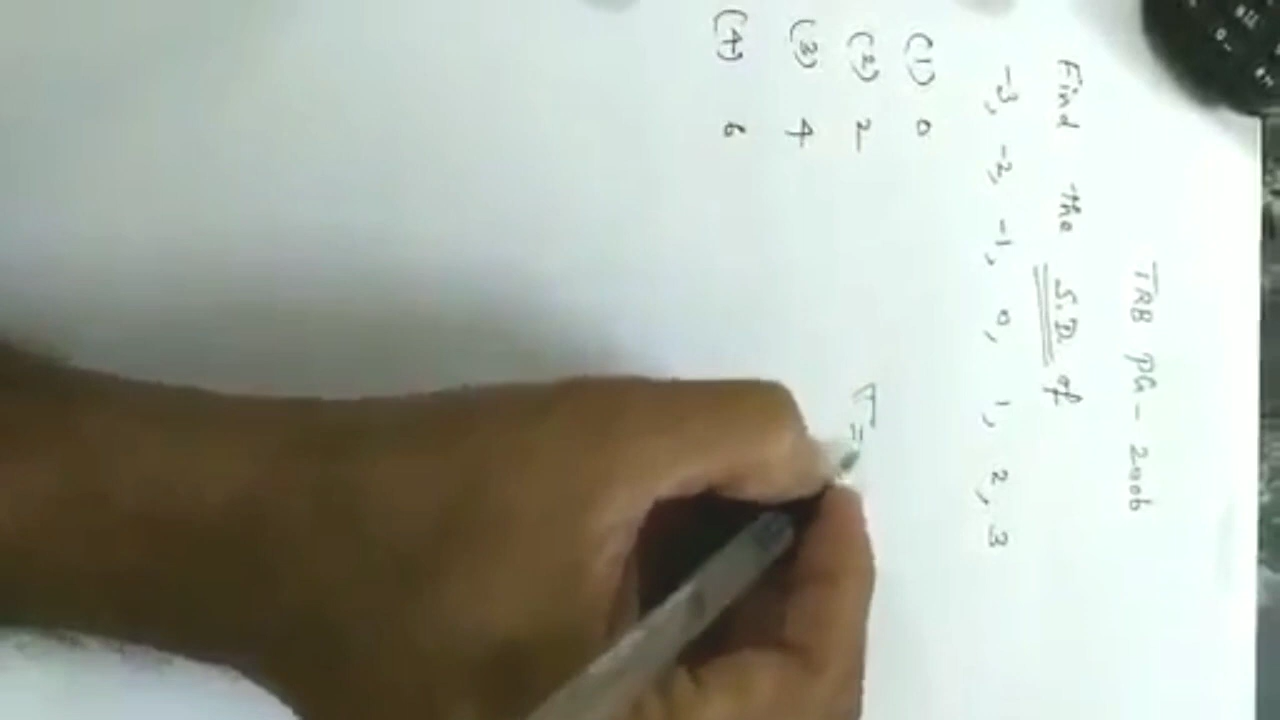 TRB PG - 2006
Find the S.D of
-3, -2, -1, 0, 1, 2, 3
(1) 0
(2) 2
(3) 4
(4) 6
σ =